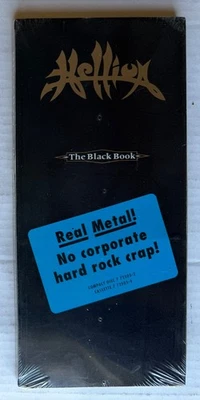 Hellion
The Black Book
Real Metal!
No corporate
hard rock crap!